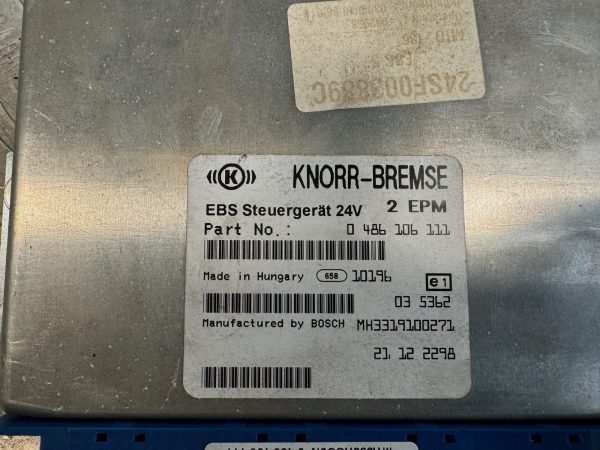 24SF003889C
K KNORR-BREMSE
EBS Steuergerät 24V 2 EPM
Part No.: 0 486 106 111
Made in Hungary 658 10196 e1
03 5362
Manufactured by BOSCH MH3319100271
21. 12 2298